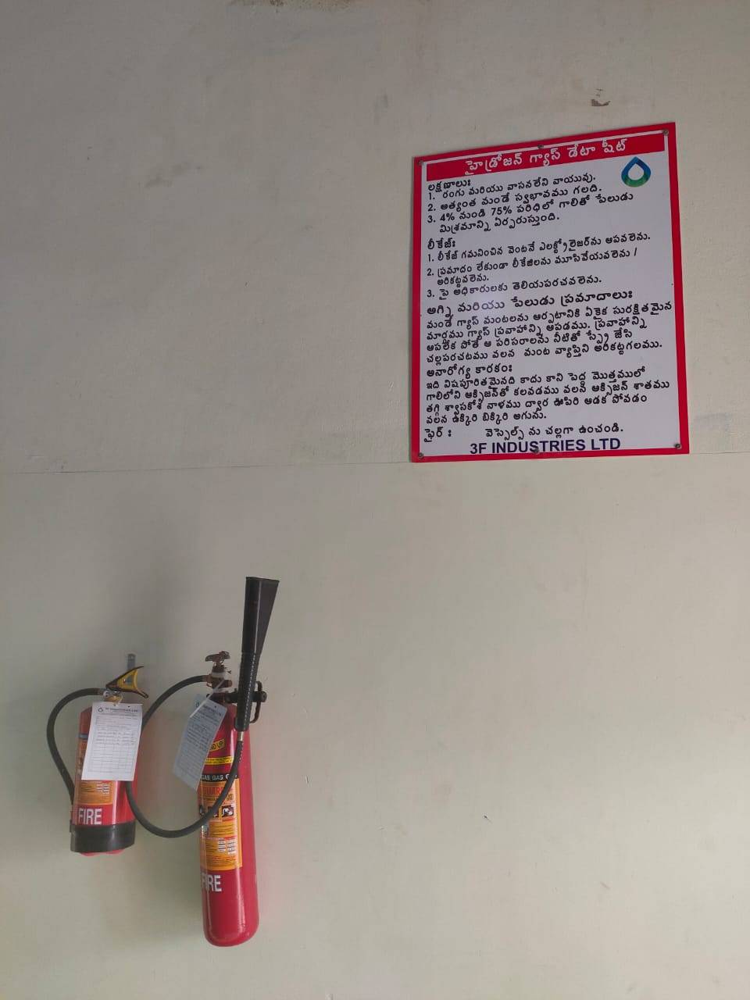 హైడ్రోజన్ గ్యాస్ డేటా షీట్
లక్షణాలుః
1. రంగు మరియు వాసనలేని వాయువు.
2. అత్యంత మండే స్వభావము గలది.
3. 4% నుండి 75% పరిధిలో గాలితో పేలుడు
మిశ్రమాన్ని ఏర్పరుస్తుంది.
లీకేజ్ః
1. లీకేజ్ గమనించిన వెంటనే ఎలక్ట్రోలైజర్‌ను ఆపవలెను.
2. ప్రమాదం లేకుండా లీకేజిలను మూసివేయవలెను /
అరికట్టవలెను.
3. పై అధికారులకు తెలియపరచవలెను.
అగ్ని మరియు పేలుడు ప్రమాదాలుః
మండే గ్యాస్ మంటలను ఆర్పటానికి ఏకైక సురక్షితమైన
మార్గము గ్యాస్ ప్రవాహాన్ని ఆపడము. ప్రవాహాన్ని
ఆపలేక పోతే ఆ పరిసరాలను నీటితో స్ప్రే జేసి
చల్లపరచటము వలన మంట వ్యాప్తిని అరికట్టగలము.
అనారోగ్య కారకంః
ఇది విషపూరితమైనది కాదు కాని పెద్ద మొత్తములో
గాలిలోని ఆక్సిజన్‌తో కలవడము వలన ఆక్సిజన్ శాతము
తగ్గి శ్వాసకోశ నాళము ద్వార ఊపిరి ఆడక పోవడం
వలన ఉక్కిరి బిక్కిరి అగును.
ఫైర్ : వెస్సెల్స్ ను చల్లగా ఉంచండి.
3F INDUSTRIES LTD
FIRE
GAS GAS
FIRE